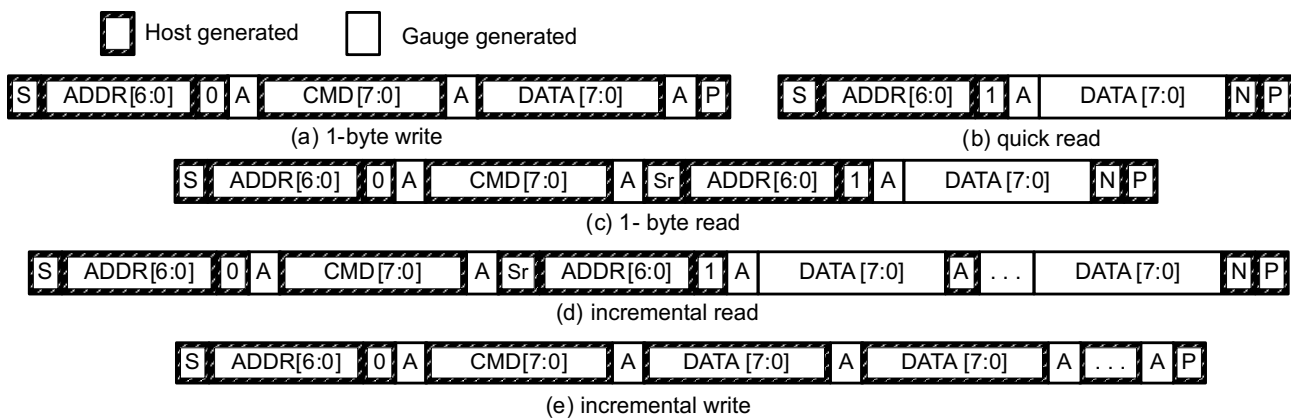 Host generated Gauge generated
S ADDR[6:0] 0 A CMD[7:0] A DATA [7:0] A P S ADDR[6:0] 1 A DATA [7:0] N P
(a) 1-byte write (b) quick read
S ADDR[6:0] 0 A CMD[7:0] A Sr ADDR[6:0] 1 A DATA [7:0] N P
(c) 1- byte read
S ADDR[6:0] 0 A CMD[7:0] A Sr ADDR[6:0] 1 A DATA [7:0] A . . . DATA [7:0] N P
(d) incremental read
S ADDR[6:0] 0 A CMD[7:0] A DATA [7:0] A DATA [7:0] A . . . A P
(e) incremental write